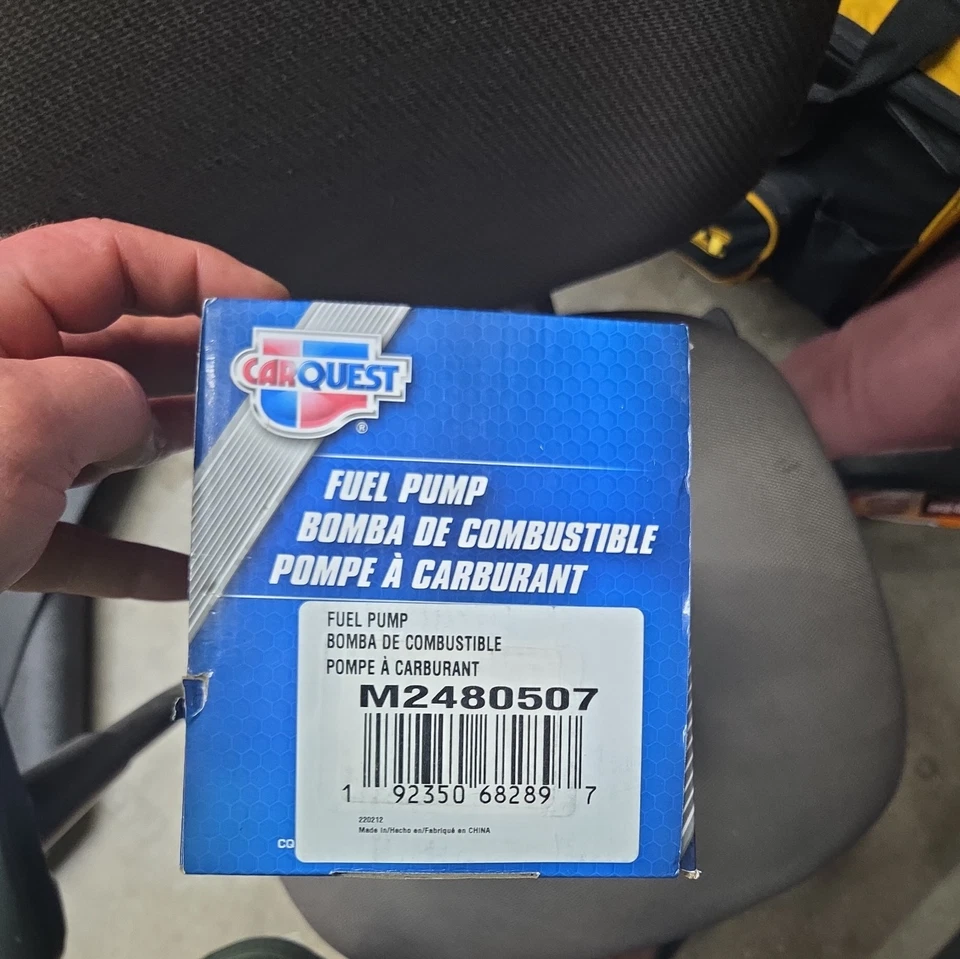 CARQUEST
®
FUEL PUMP
BOMBA DE COMBUSTIBLE
POMPE À CARBURANT
FUEL PUMP
BOMBA DE COMBUSTIBLE
POMPE À CARBURANT
M2480507
1 92350 68289 7
220212
Made in/Hecho en/Fabriqué en CHINA
CQ